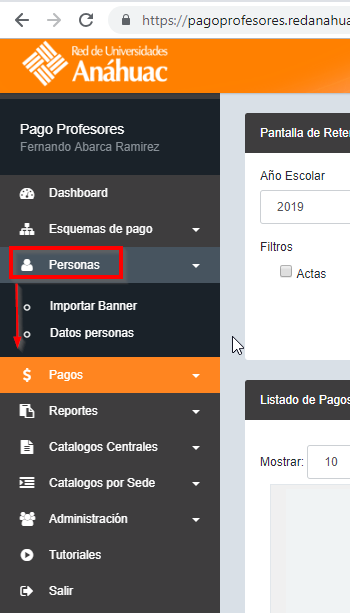 https://pagoprofesores.redanahua
Red de Universidades
Anáhuac
Pago Profesores
Fernando Abarca Ramirez
Dashboard
Esquemas de pago
Personas
Importar Banner
Datos personas
Pagos
Reportes
Catalogos Centrales
Catalogos por Sede
Administración
Tutoriales
Salir
Pantalla de Rete
Año Escolar
2019
Filtros
Actas
Listado de Pagos
Mostrar: 10